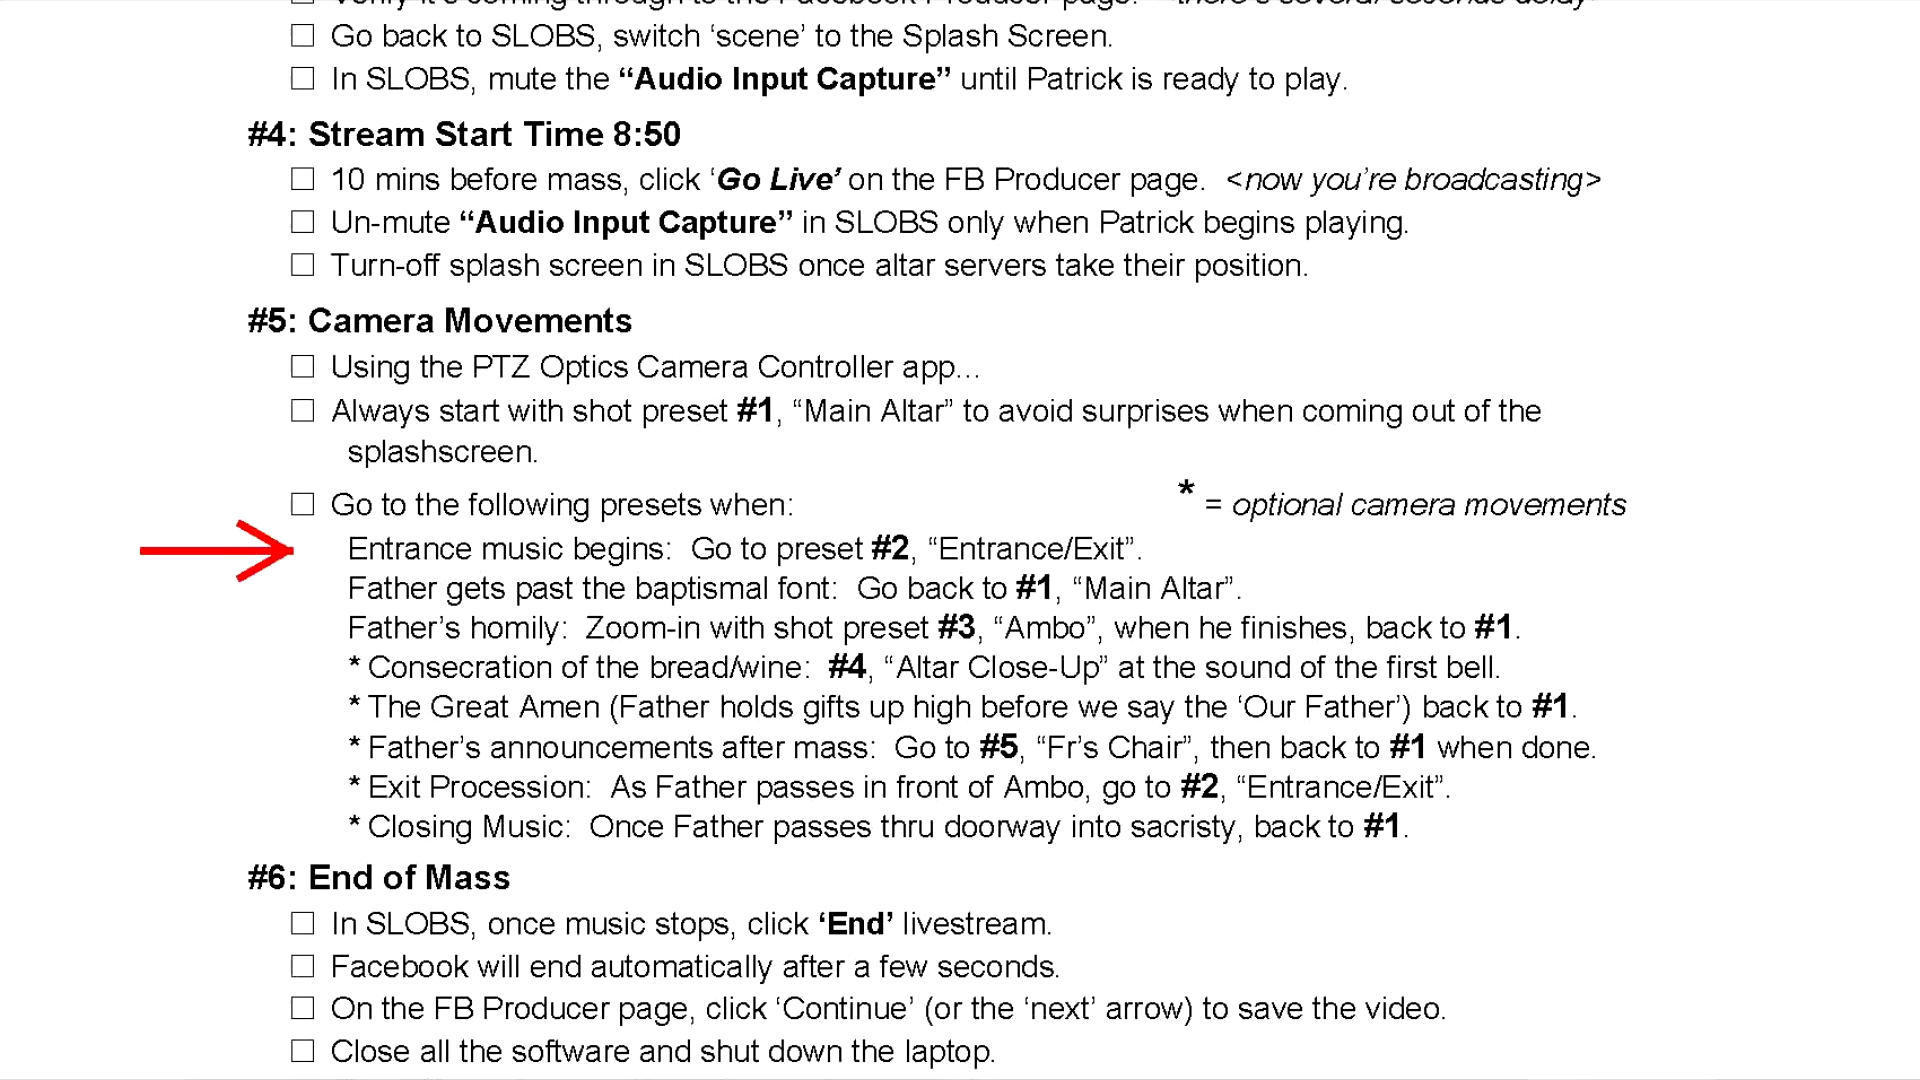 Verify it's coming through to the Facebook Producer page. there's several seconds delay
☐ Go back to SLOBS, switch ‘scene’ to the Splash Screen.
☐ In SLOBS, mute the “Audio Input Capture” until Patrick is ready to play.
#4: Stream Start Time 8:50
☐ 10 mins before mass, click ‘Go Live’ on the FB Producer page. <now you’re broadcasting>
☐ Un-mute “Audio Input Capture” in SLOBS only when Patrick begins playing.
☐ Turn-off splash screen in SLOBS once altar servers take their position.
#5: Camera Movements
☐ Using the PTZ Optics Camera Controller app...
☐ Always start with shot preset #1, “Main Altar” to avoid surprises when coming out of the
splashscreen.
☐ Go to the following presets when: * = optional camera movements
Entrance music begins: Go to preset #2, “Entrance/Exit”.
Father gets past the baptismal font: Go back to #1, “Main Altar”.
Father’s homily: Zoom-in with shot preset #3, “Ambo”, when he finishes, back to #1.
* Consecration of the bread/wine: #4, “Altar Close-Up” at the sound of the first bell.
* The Great Amen (Father holds gifts up high before we say the ‘Our Father’) back to #1.
* Father’s announcements after mass: Go to #5, “Fr’s Chair”, then back to #1 when done.
* Exit Procession: As Father passes in front of Ambo, go to #2, “Entrance/Exit”.
* Closing Music: Once Father passes thru doorway into sacristy, back to #1.
#6: End of Mass
☐ In SLOBS, once music stops, click ‘End’ livestream.
☐ Facebook will end automatically after a few seconds.
☐ On the FB Producer page, click ‘Continue’ (or the ‘next’ arrow) to save the video.
☐ Close all the software and shut down the laptop.